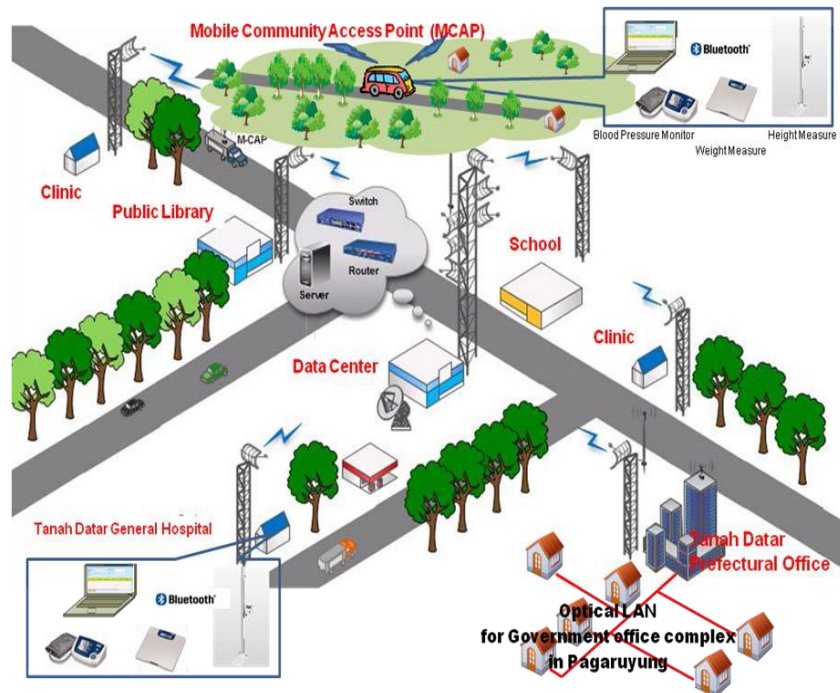 Mobile Community Access Point (MCAP)
Bluetooth
Blood Pressure Monitor
Height Measure
Weight Measure
M-CAP
Clinic
Public Library
Switch
Router
Server
School
Clinic
Data Center
Tanah Datar General Hospital
Bluetooth
Tanah Datar
Prefectural Office
Optical LAN
for Government office complex
in Pagaruyung